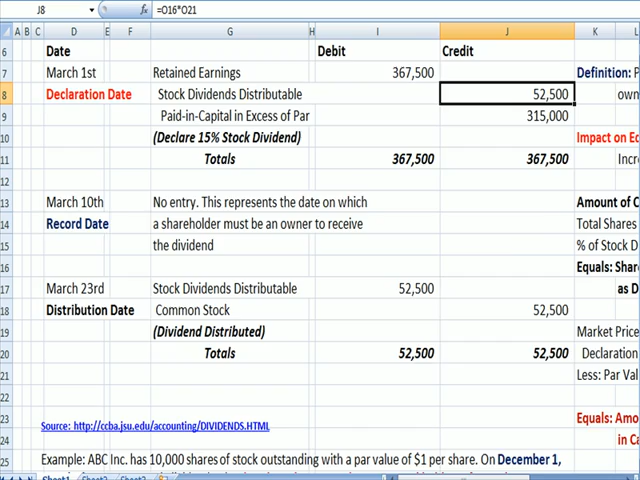 J8 fx =O16*O21
A B C D E F G H I J K L
6 Date Debit Credit
7 March 1st Retained Earnings 367,500 Definition: P
8 Declaration Date Stock Dividends Distributable 52,500 own
9 Paid-in-Capital in Excess of Par 315,000
10 (Declare 15% Stock Dividend) Impact on Ec
11 Totals 367,500 367,500 Incre
12
13 March 10th No entry. This represents the date on which Amount of C
14 Record Date a shareholder must be an owner to receive Total Shares
15 the dividend % of Stock D
16 Equals: Shar
17 March 23rd Stock Dividends Distributable 52,500 as D
18 Distribution Date Common Stock 52,500
19 (Dividend Distributed) Market Price
20 Totals 52,500 52,500 Declaration
21 Less: Par Val
22
23 Source: http://ccba.jsu.edu/accounting/DIVIDENDS.HTML Equals: Amo
24 in Ca
25 Example: ABC Inc. has 10,000 shares of stock outstanding with a par value of $1 per share. On December 1,
Sheet1 Sheet2 Sheet3